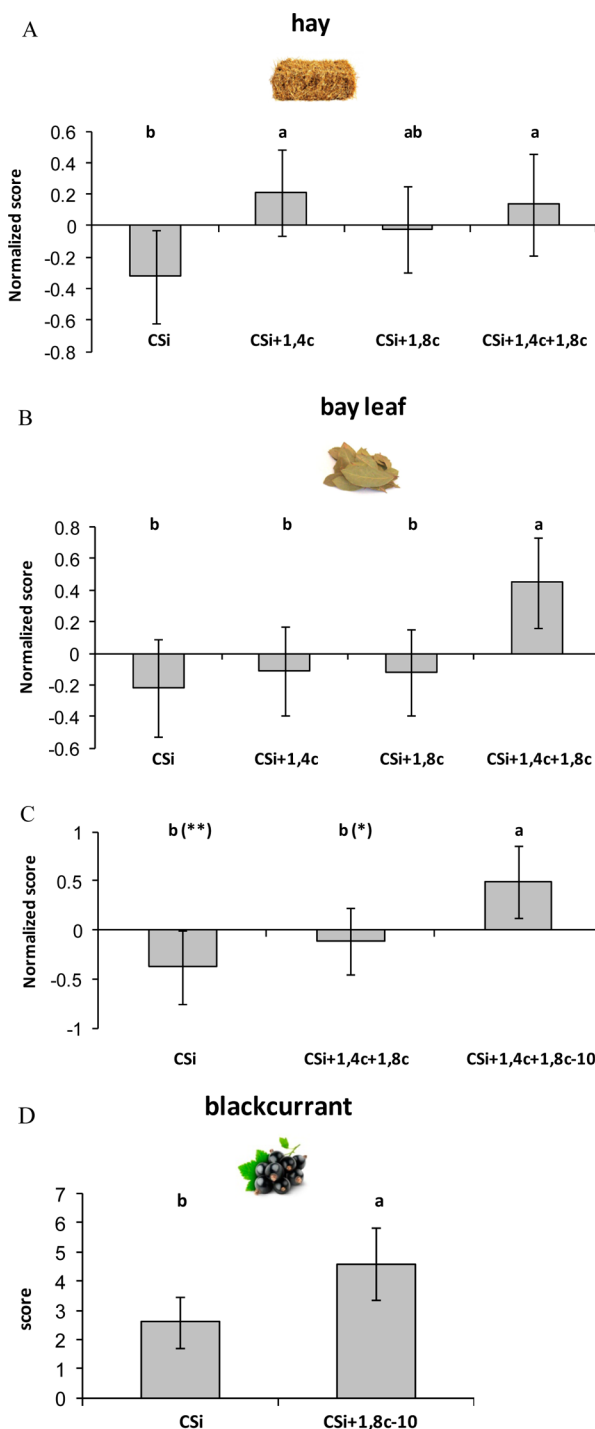 A
hay
b a ab a
0.6
0.4
0.2
0
-0.2
-0.4
-0.6
-0.8
Normalized score
CSi CSi+1,4c CSi+1,8c CSi+1,4c+1,8c
B
bay leaf
b b b a
0.8
0.6
0.4
0.2
0
-0.2
-0.4
-0.6
Normalized score
CSi CSi+1,4c CSi+1,8c CSi+1,4c+1,8c
C
b (**) b (*) a
1
0.5
0
-0.5
-1
Normalized score
CSi CSi+1,4c+1,8c CSi+1,4c+1,8c-10
D
blackcurrant
b a
7
6
5
4
3
2
1
0
score
CSi CSi+1,8c-10